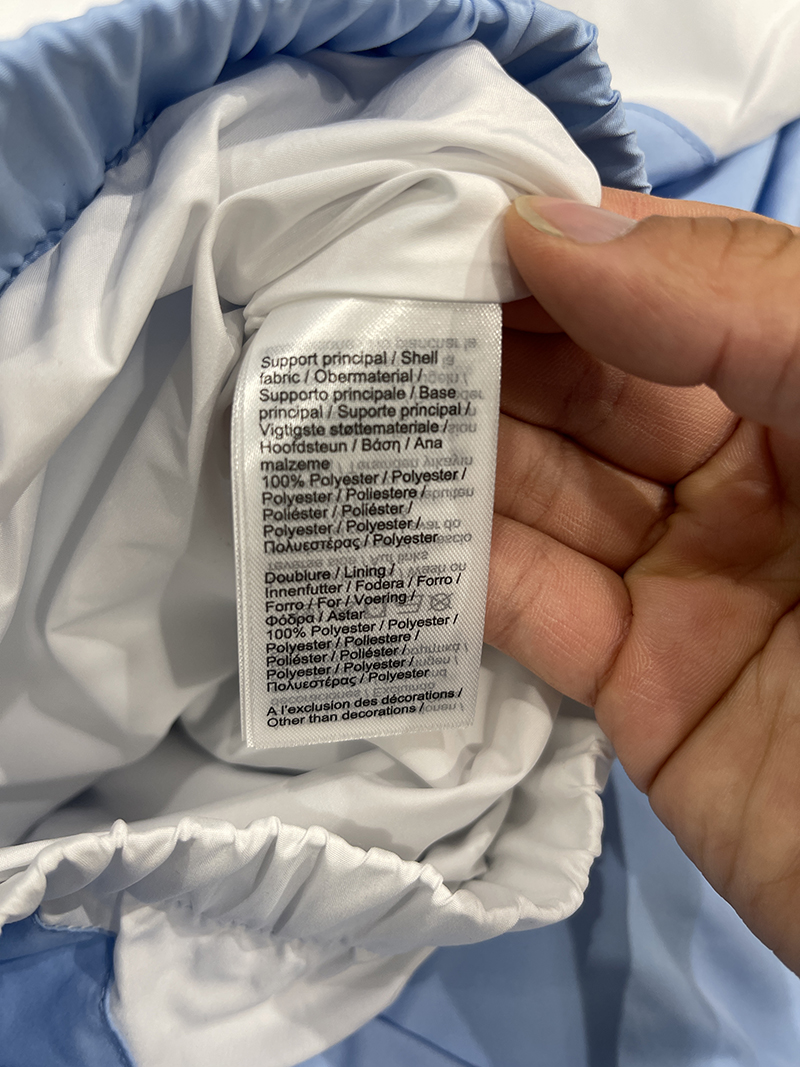 Support principal / Shell
fabric / Obermaterial /
Supporto principale / Base
principal / Suporte principal /
Vigtigste støttemateriale /
Hoofdsteun / Βάση / Ana
malzeme
100% Polyester / Polyester /
Polyester / Poliestere /
Poliéster / Poliéster /
Polyester / Polyester /
Πολυεστέρας / Polyester
Doublure / Lining /
Innenfutter / Fodera / Forro /
Forro / For / Voering /
Φόδρα / Astar
100% Polyester / Polyester /
Polyester / Poliestere /
Poliéster / Poliéster /
Polyester / Polyester /
Πολυεστέρας / Polyester
A l'exclusion des décorations /
Other than decorations /